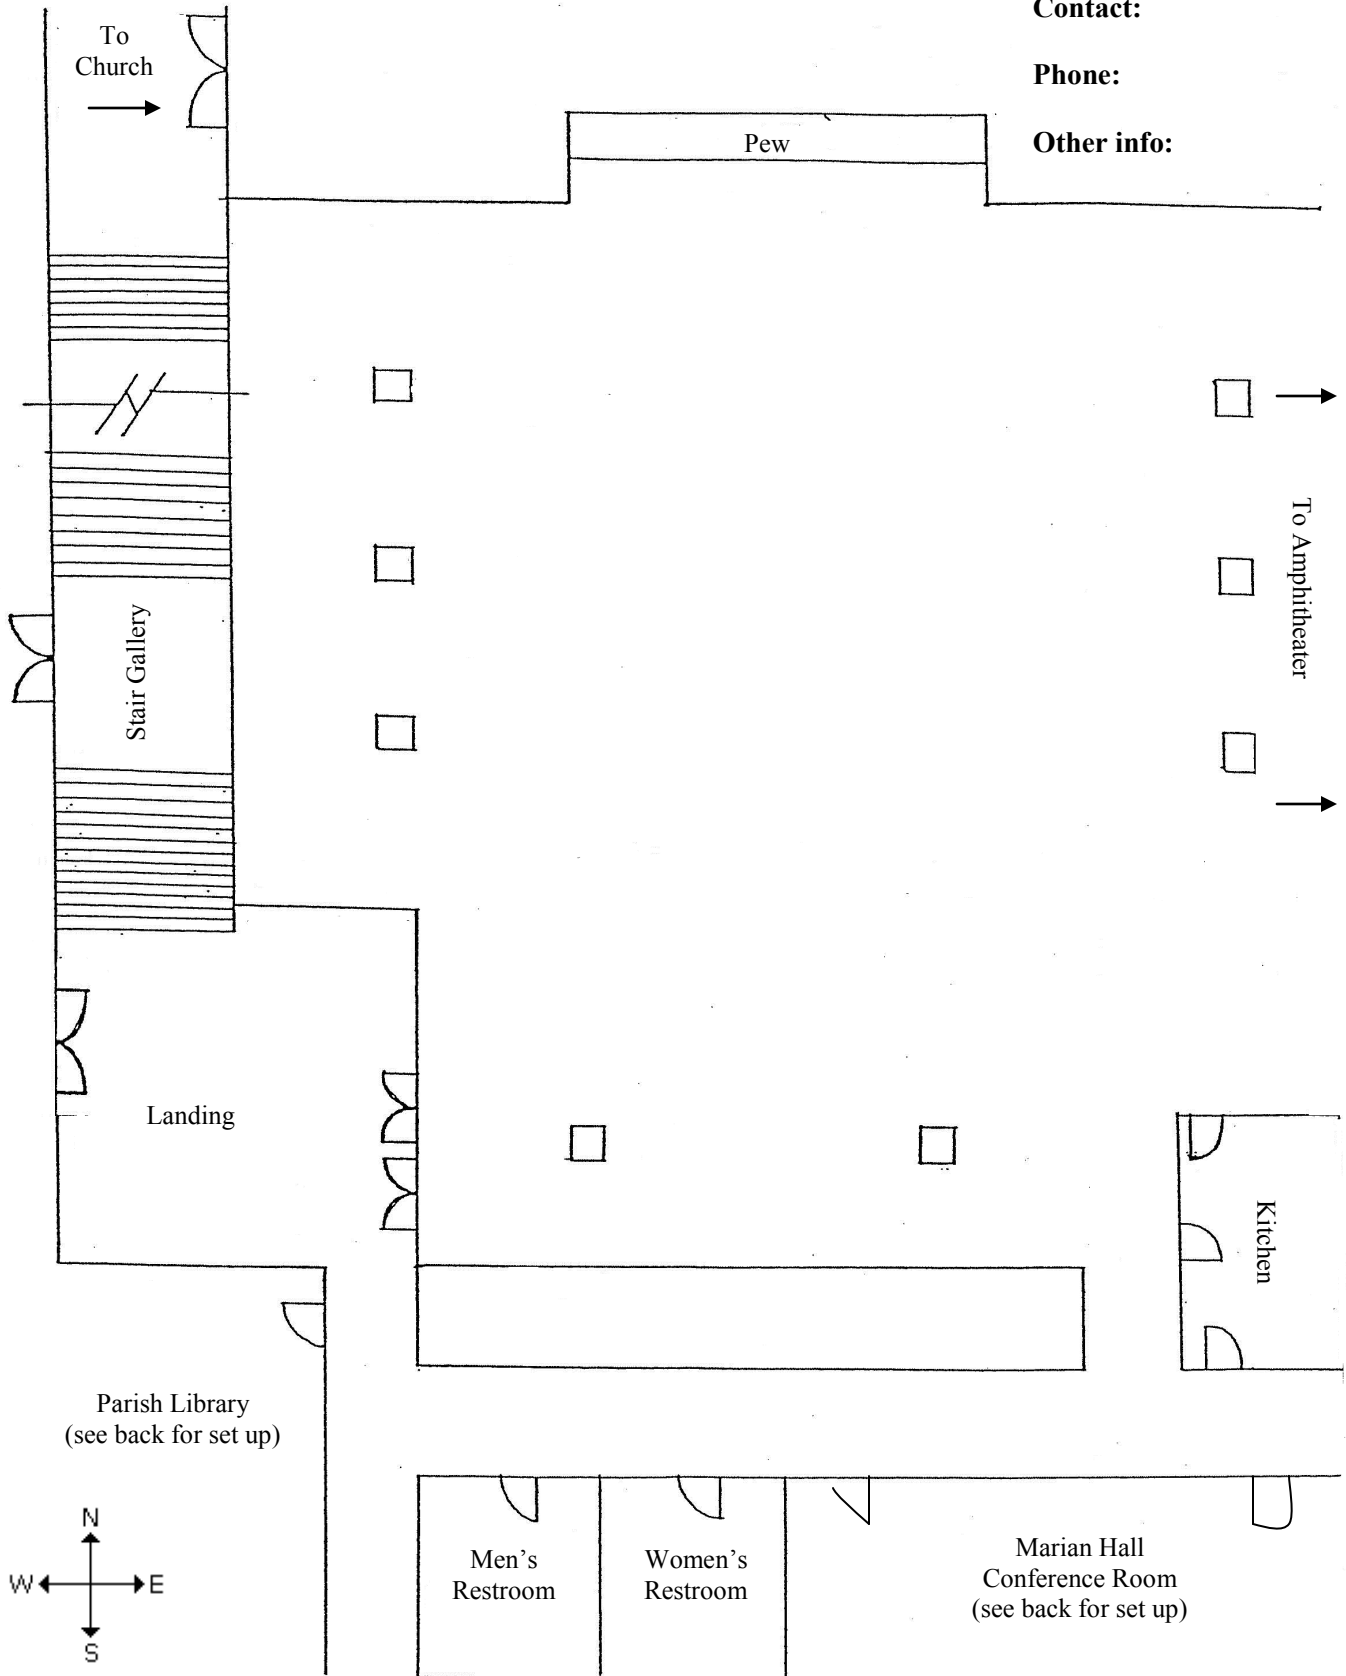 Contact:
Phone:
Other info:
To
Church
Pew
To Amphitheater
Stair Gallery
Landing
Kitchen
Parish Library
(see back for set up)
Men’s
Restroom
Women’s
Restroom
Marian Hall
Conference Room
(see back for set up)
N
W E
S